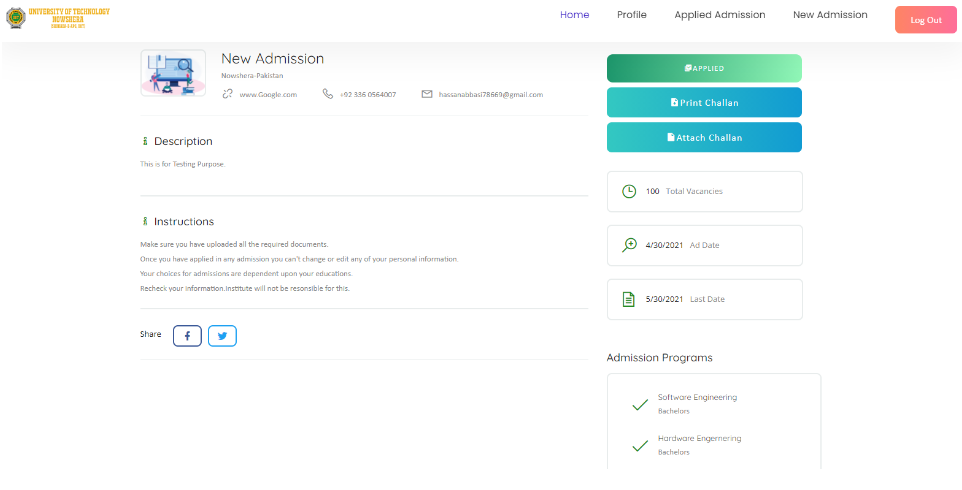 UNIVERSITY OF TECHNOLOGY
NOWSHERA
Home Profile Applied Admission New Admission Log Out
New Admission
Nowshera-Pakistan
www.Google.com +92 336 0564007 hassanabbasi78669@gmail.com
Description
This is for Testing Purpose.
Instructions
Make sure you have uploaded all the required documents.
Once you have applied in any admission you can't change or edit any of your personal information.
Your choices for admissions are dependent upon your educations.
Recheck your information.Institute will not be resonsible for this.
Share
APPLIED
Print Challan
Attach Challan
100 Total Vacancies
4/30/2021 Ad Date
5/30/2021 Last Date
Admission Programs
Software Engineering
Bachelors
Hardware Engernering
Bachelors